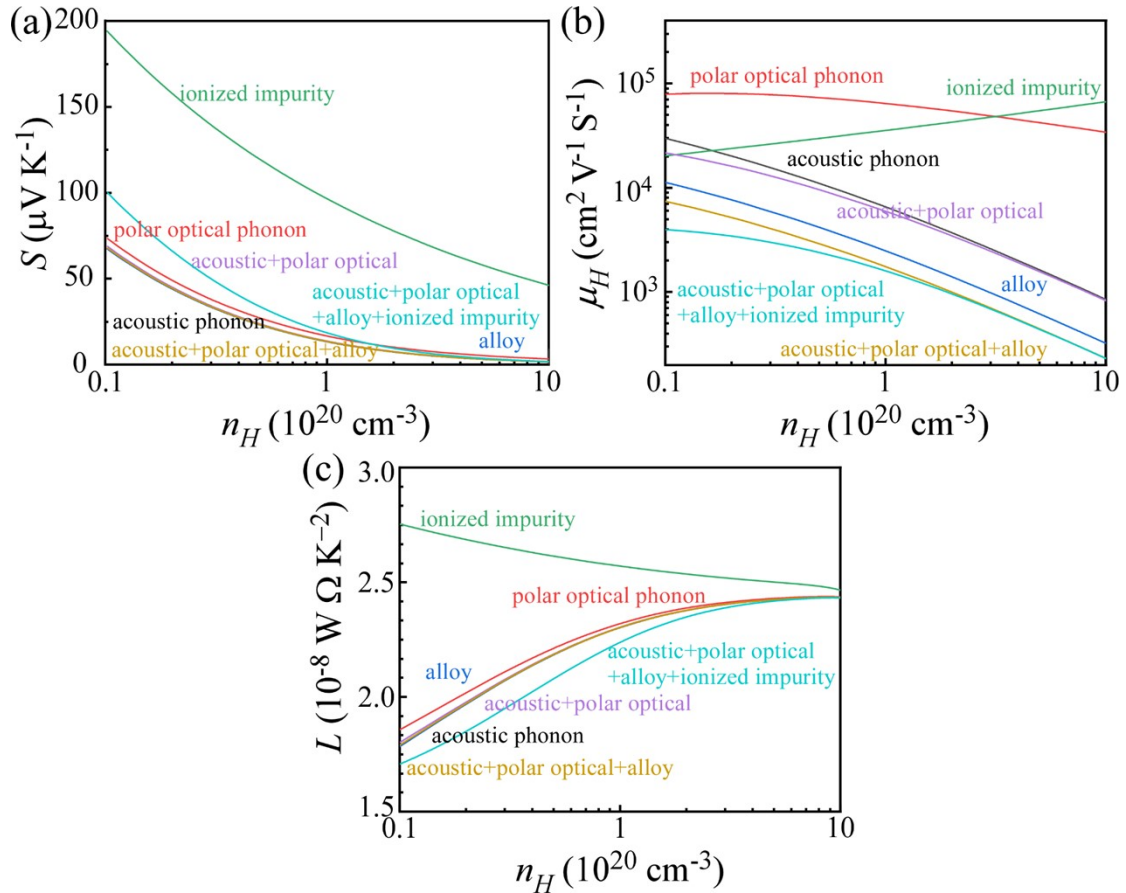 (a)
200
150
100
50
0
S (μV K-1)
ionized impurity
polar optical phonon
acoustic+polar optical
acoustic+polar optical
+alloy+ionized impurity
acoustic phonon
alloy
acoustic+polar optical+alloy
0.1 1 10
nH (1020 cm-3)
(b)
105
104
103
μH (cm2 V-1 S-1)
polar optical phonon
ionized impurity
acoustic phonon
acoustic+polar optical
alloy
acoustic+polar optical
+alloy+ionized impurity
acoustic+polar optical+alloy
0.1 1 10
nH (1020 cm-3)
(c)
3.0
2.5
2.0
1.5
L (10-8 W Ω K−2)
ionized impurity
polar optical phonon
alloy
acoustic+polar optical
+alloy+ionized impurity
acoustic+polar optical
acoustic phonon
acoustic+polar optical+alloy
0.1 1 10
nH (1020 cm-3)